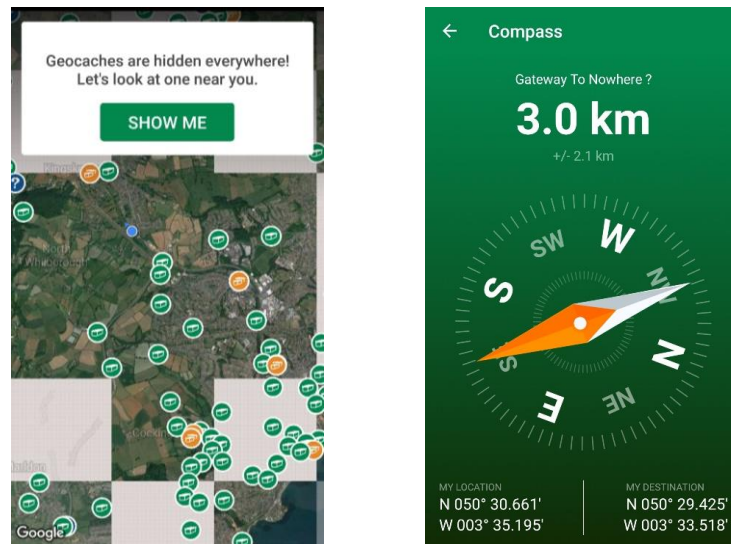 Geocaches are hidden everywhere!
Let's look at one near you.
SHOW ME
Google
Compass
Gateway To Nowhere ?
3.0 km
+/- 2.1 km
SW
W
NW
S
N
SE
E
NE
MY LOCATION
N 050° 30.661'
W 003° 35.195'
MY DESTINATION
N 050° 29.425'
W 003° 33.518'